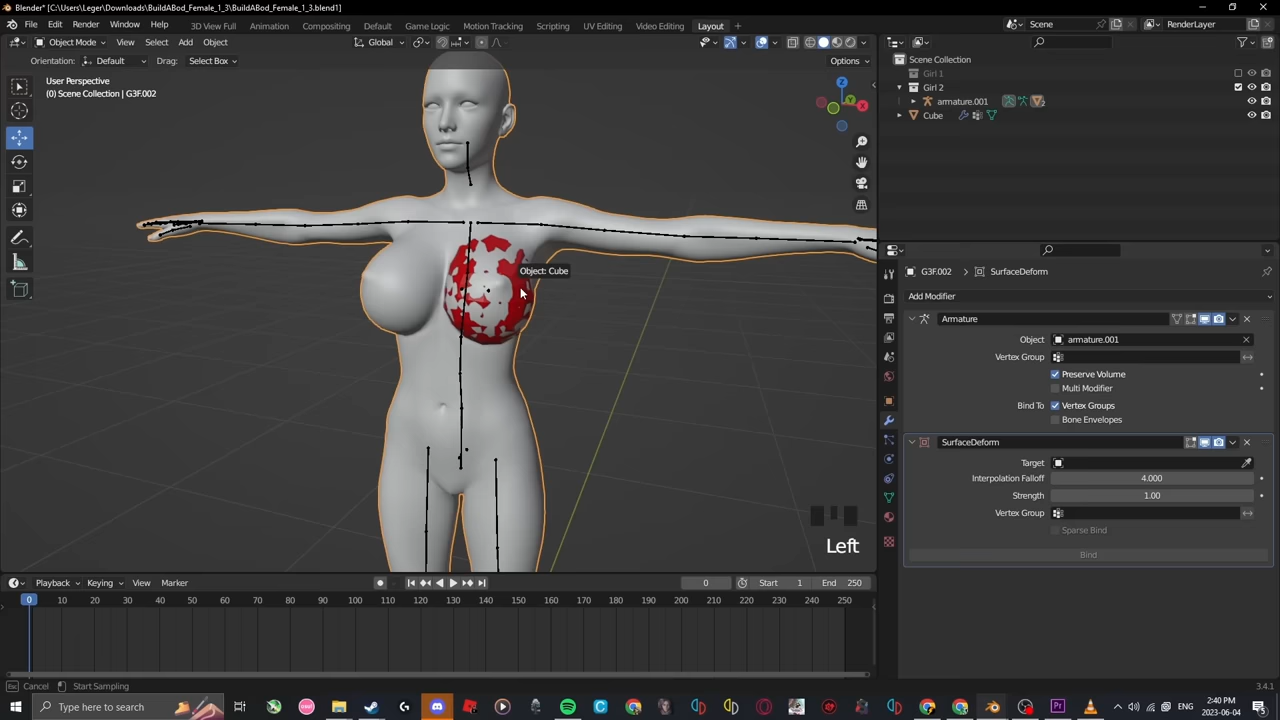 Blender* [C:\Users\Leger\Downloads\BuildABod_Female_1_3\BuildABod_Female_1_3.blend1]
File Edit Render Window Help 3D View Full Animation Compositing Default Game Logic Motion Tracking Scripting UV Editing Video Editing Layout Scene RenderLayer
Object Mode View Select Add Object Global
Orientation: Default Drag: Select Box Options
User Perspective
(0) Scene Collection | G3F.002
Scene Collection
Girl 1
Girl 2
armature.001
2
Cube
Z
Y
X
Object: Cube
G3F.002 SurfaceDeform
Add Modifier
Armature
Object armature.001
Vertex Group
Preserve Volume
Multi Modifier
Bind To Vertex Groups
Bone Envelopes
SurfaceDeform
Target
Interpolation Falloff 4.000
Strength 1.00
Vertex Group
Sparse Bind
Bind
Left
Playback Keying View Marker 0 Start 1 End 250
0 10 20 30 40 50 60 70 80 90 100 110 120 130 140 150 160 170 180 190 200 210 220 230 240 250
Esc Cancel Start Sampling 3.4.1
Type here to search
2:40 PM
2023-06-04